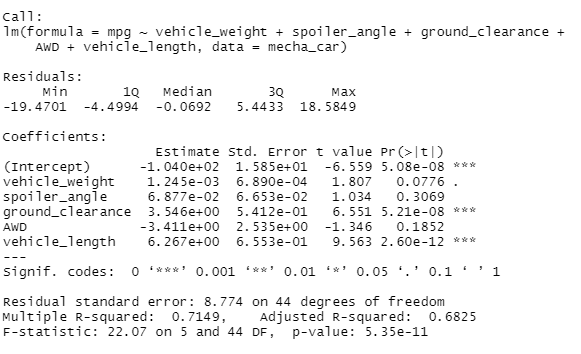 Call:
lm(formula = mpg ~ vehicle_weight + spoiler_angle + ground_clearance +
    AWD + vehicle_length, data = mecha_car)

Residuals:
     Min       1Q   Median       3Q      Max
-19.4701  -4.4994  -0.0692   5.4433  18.5849

Coefficients:
                   Estimate Std. Error t value Pr(>|t|)
(Intercept)      -1.040e+02  1.585e+01  -6.559 5.08e-08 ***
vehicle_weight    1.245e-03  6.890e-04   1.807   0.0776 .
spoiler_angle     6.877e-02  6.653e-02   1.034   0.3069
ground_clearance  3.546e+00  5.412e-01   6.551 5.21e-08 ***
AWD              -3.411e+00  2.535e+00  -1.346   0.1852
vehicle_length    6.267e+00  6.553e-01   9.563 2.60e-12 ***
---
Signif. codes:  0 ‘***’ 0.001 ‘**’ 0.01 ‘*’ 0.05 ‘.’ 0.1 ‘ ’ 1

Residual standard error: 8.774 on 44 degrees of freedom
Multiple R-squared:  0.7149,    Adjusted R-squared:  0.6825
F-statistic: 22.07 on 5 and 44 DF,  p-value: 5.35e-11